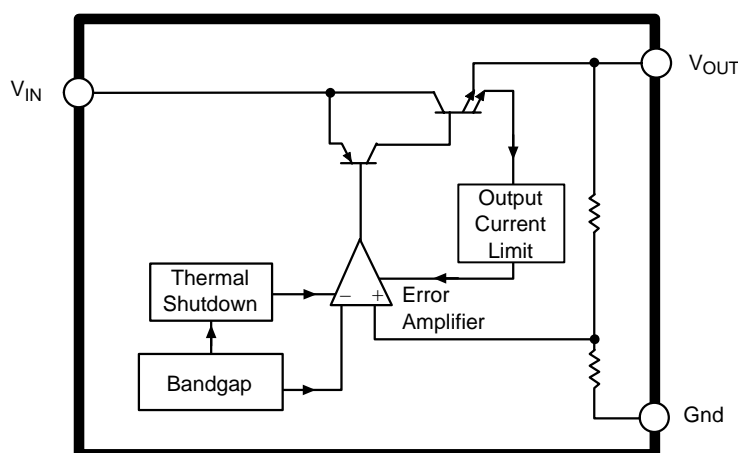 V_IN
V_OUT
Output
Current
Limit
Thermal
Shutdown
− +
Error
Amplifier
Bandgap
Gnd